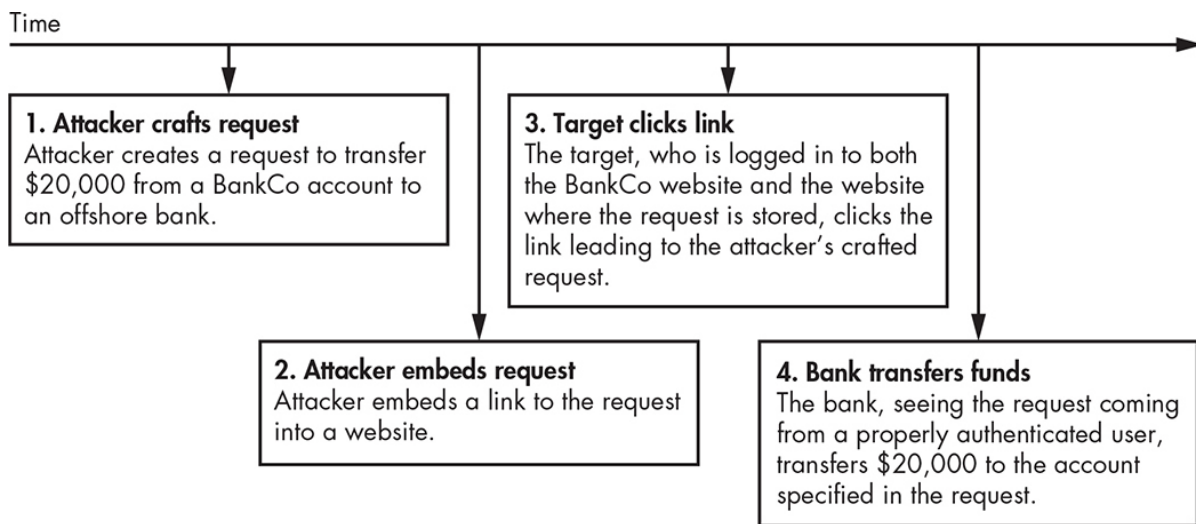 Time
1. Attacker crafts request
Attacker creates a request to transfer
$20,000 from a BankCo account to
an offshore bank.
2. Attacker embeds request
Attacker embeds a link to the request
into a website.
3. Target clicks link
The target, who is logged in to both
the BankCo website and the website
where the request is stored, clicks the
link leading to the attacker’s crafted
request.
4. Bank transfers funds
The bank, seeing the request coming
from a properly authenticated user,
transfers $20,000 to the account
specified in the request.